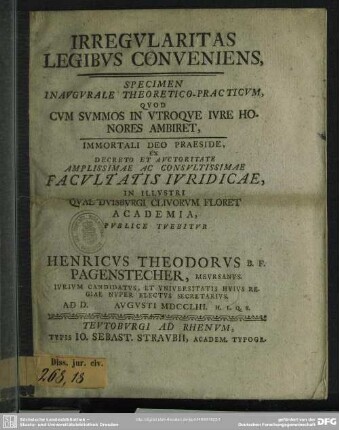 IRREGVLARITAS
LEGIBVS CONVENIENS,
SPECIMEN
INAVGVRALE THEORETICO-PRACTICVM,
QVOD
CVM SVMMOS IN VTROQVE IVRE HO-
NORES AMBIRET,
IMMORTALI DEO PRAESIDE,
EX
DECRETO ET AVCTORITATE
AMPLISSIMAE AC CONSVLTISSIMAE
FACVLTATIS IVRIDICAE,
IN ILLVSTRI
QVAE DVISBVRGI CLIVORVM FLORET
ACADEMIA,
PVBLICE TVEBITVR
HENRICVS THEODORVS B. F.
PAGENSTECHER, MEVRSANVS.
IVRIVM CANDIDATVS, ET VNIVERSITATIS HVIVS RE-
GIAE NVPER ELECTVS SECRETARIVS.
AD D. AVGVSTI MDCCLIII. H. L. Q. S.
TEVTOBVRGI AD RHENVM,
TYPIS IO. SEBAST. STRAVBII, ACADEM. TYPOGR.
Diss. jur. civ.
263, 13